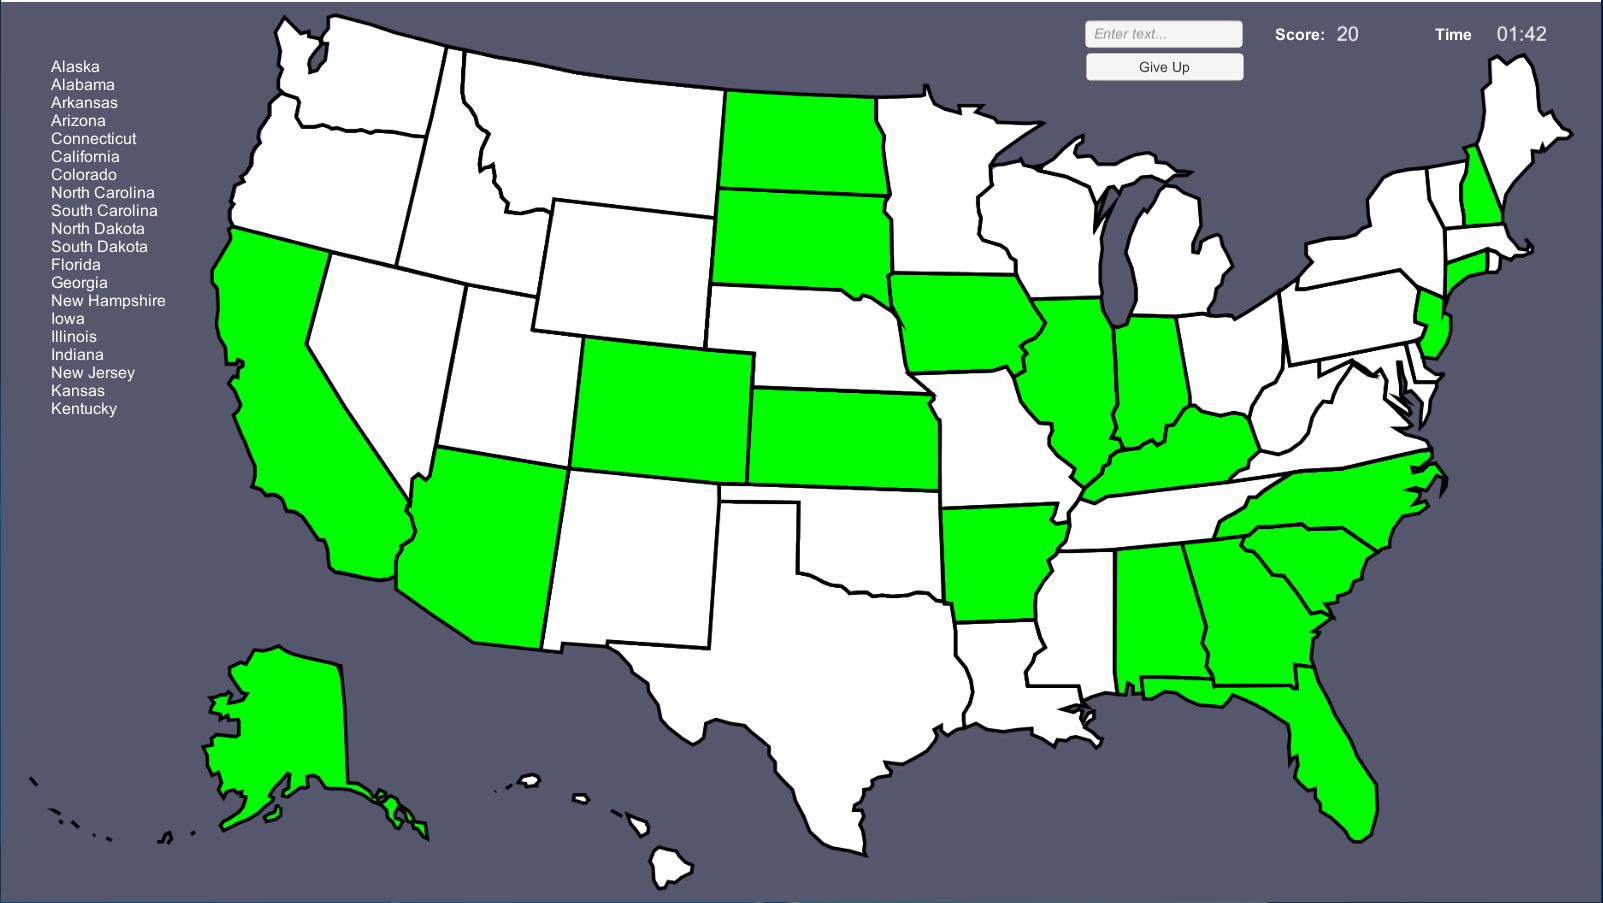 Enter text...
Score: 20
Time 01:42
Give Up
Alaska
Alabama
Arkansas
Arizona
Connecticut
California
Colorado
North Carolina
South Carolina
North Dakota
South Dakota
Florida
Georgia
New Hampshire
Iowa
Illinois
Indiana
New Jersey
Kansas
Kentucky